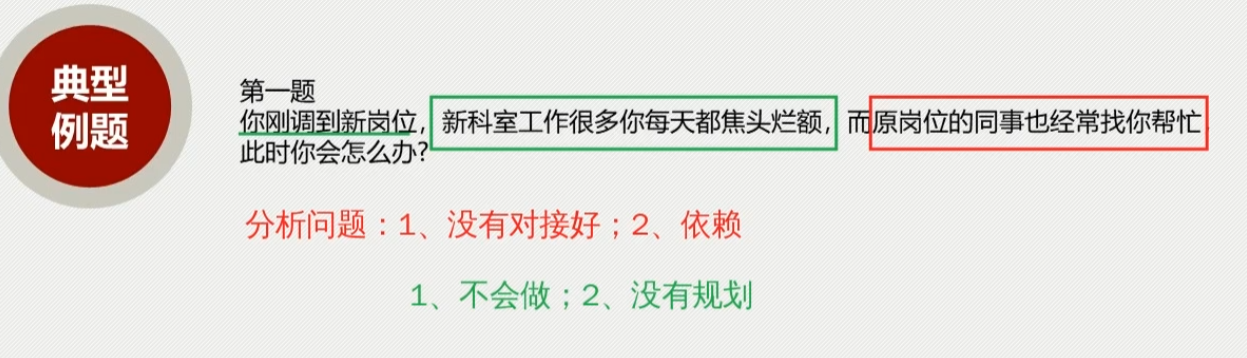 典型
例题
第一题
你刚调到新岗位，新科室工作很多你每天都焦头烂额，而原岗位的同事也经常找你帮忙，
此时你会怎么办?
分析问题：1、没有对接好；2、依赖
1、不会做；2、没有规划